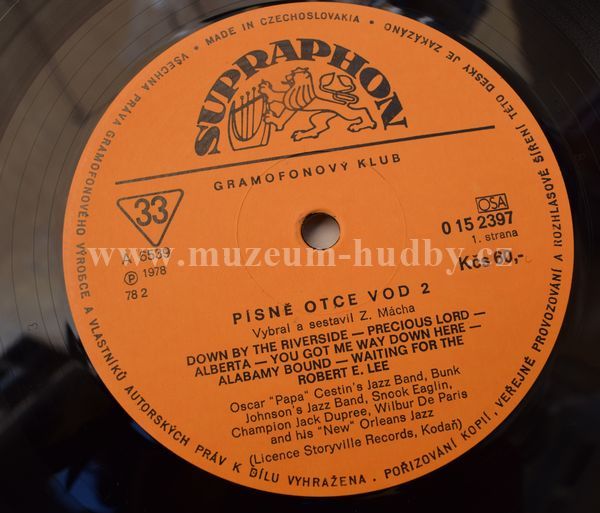 VŠECHNA PRÁVA GRAMOFONOVÉHO VÝROBCE A VLASTNÍKŮ AUTORSKÝCH PRÁV K DÍLU VYHRAŽENA. POŘIZOVÁNÍ KOPIÍ, VEŘEJNÉ PROVOZOVÁNÍ A ROZHLASOVÉ ŠÍŘENÍ TÉTO DESKY JE ZAKÁZÁNO • MADE IN CZECHOSLOVAKIA •
SUPRAPHON
GRAMOFONOVÝ KLUB
33
OSA
0 15 2397
1. strana
A 6539
℗ 1978
78 2
Kčs 60,-
www.muzeum-hudby.cz
PÍSNĚ OTCE VOD 2
Vybral a sestavil Z. Mácha
DOWN BY THE RIVERSIDE — PRECIOUS LORD —
ALBERTA — YOU GOT ME WAY DOWN HERE —
ALABAMY BOUND — WAITING FOR THE
ROBERT E. LEE
Oscar "Papa" Cestin's Jazz Band, Bunk
Johnson's Jazz Band, Snook Eaglin,
Champion Jack Dupree, Wilbur De Paris
and his "New" Orleans Jazz
(Licence Storyville Records, Kodaň)